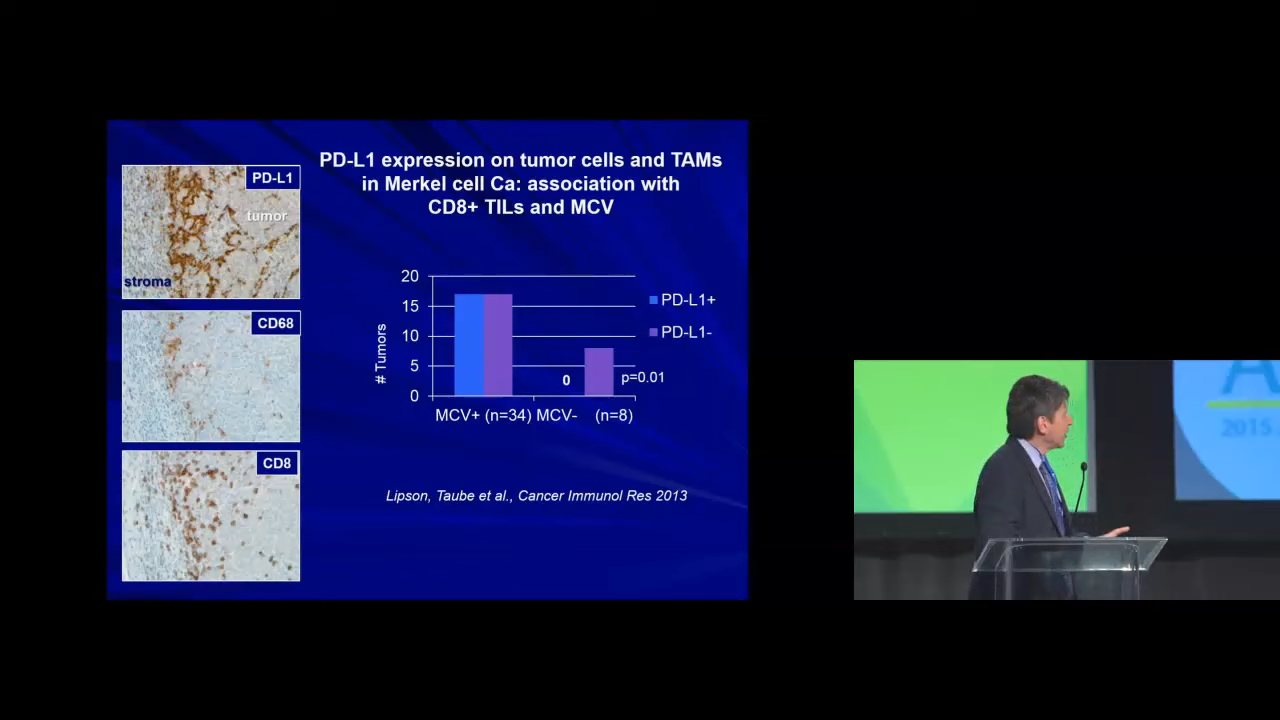 PD-L1 expression on tumor cells and TAMs
in Merkel cell Ca: association with
CD8+ TILs and MCV
PD-L1
tumor
stroma
CD68
CD8
20
15
10
5
0
# Tumors
0
p=0.01
PD-L1+
PD-L1-
MCV+ (n=34) MCV- (n=8)
Lipson, Taube et al., Cancer Immunol Res 2013
A
2015